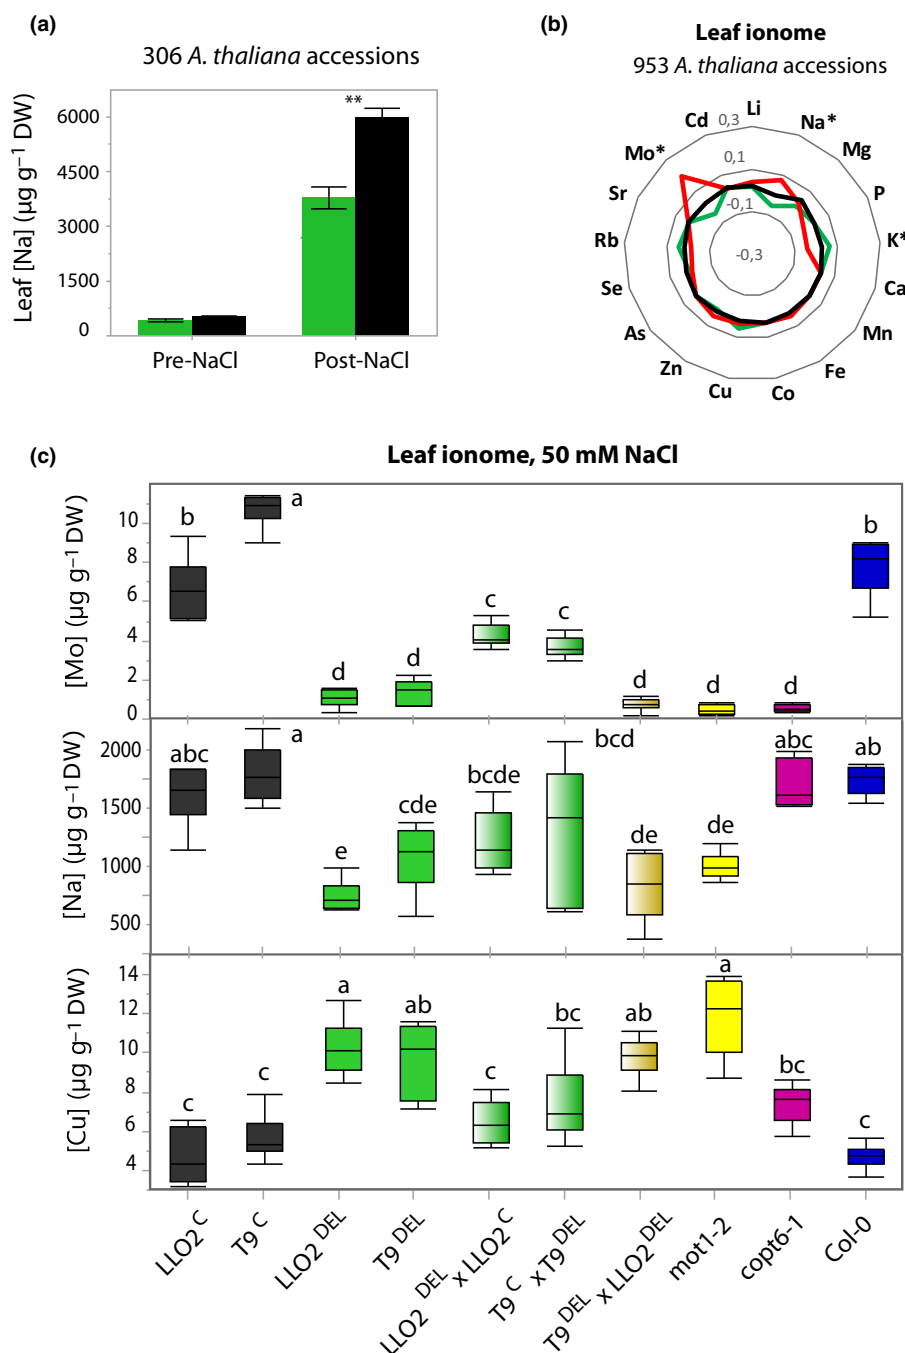 (a)
306 A. thaliana accessions
Leaf [Na] (µg g⁻¹ DW)
6000
4500
3000
1500
0
**
Pre-NaCl
Post-NaCl
(b)
Leaf ionome
953 A. thaliana accessions
Li
Na*
Mg
P
K*
Ca
Mn
Fe
Co
Cu
Zn
As
Se
Rb
Sr
Mo*
Cd
0,3
0,1
-0,1
-0,3
(c)
Leaf ionome, 50 mM NaCl
[Mo] (µg g⁻¹ DW)
10
8
6
4
2
0
b
a
d
d
c
c
d
d
d
b
[Na] (µg g⁻¹ DW)
2000
1500
1000
500
abc
a
e
cde
bcde
bcd
de
de
abc
ab
[Cu] (µg g⁻¹ DW)
14
12
10
8
6
4
c
c
a
ab
c
bc
ab
a
bc
c
LLO2 C
T9 C
LLO2 DEL
T9 DEL
LLO2 DEL x LLO2 C
T9 C x T9 DEL
T9 DEL x LLO2 DEL
mot1-2
copt6-1
Col-0